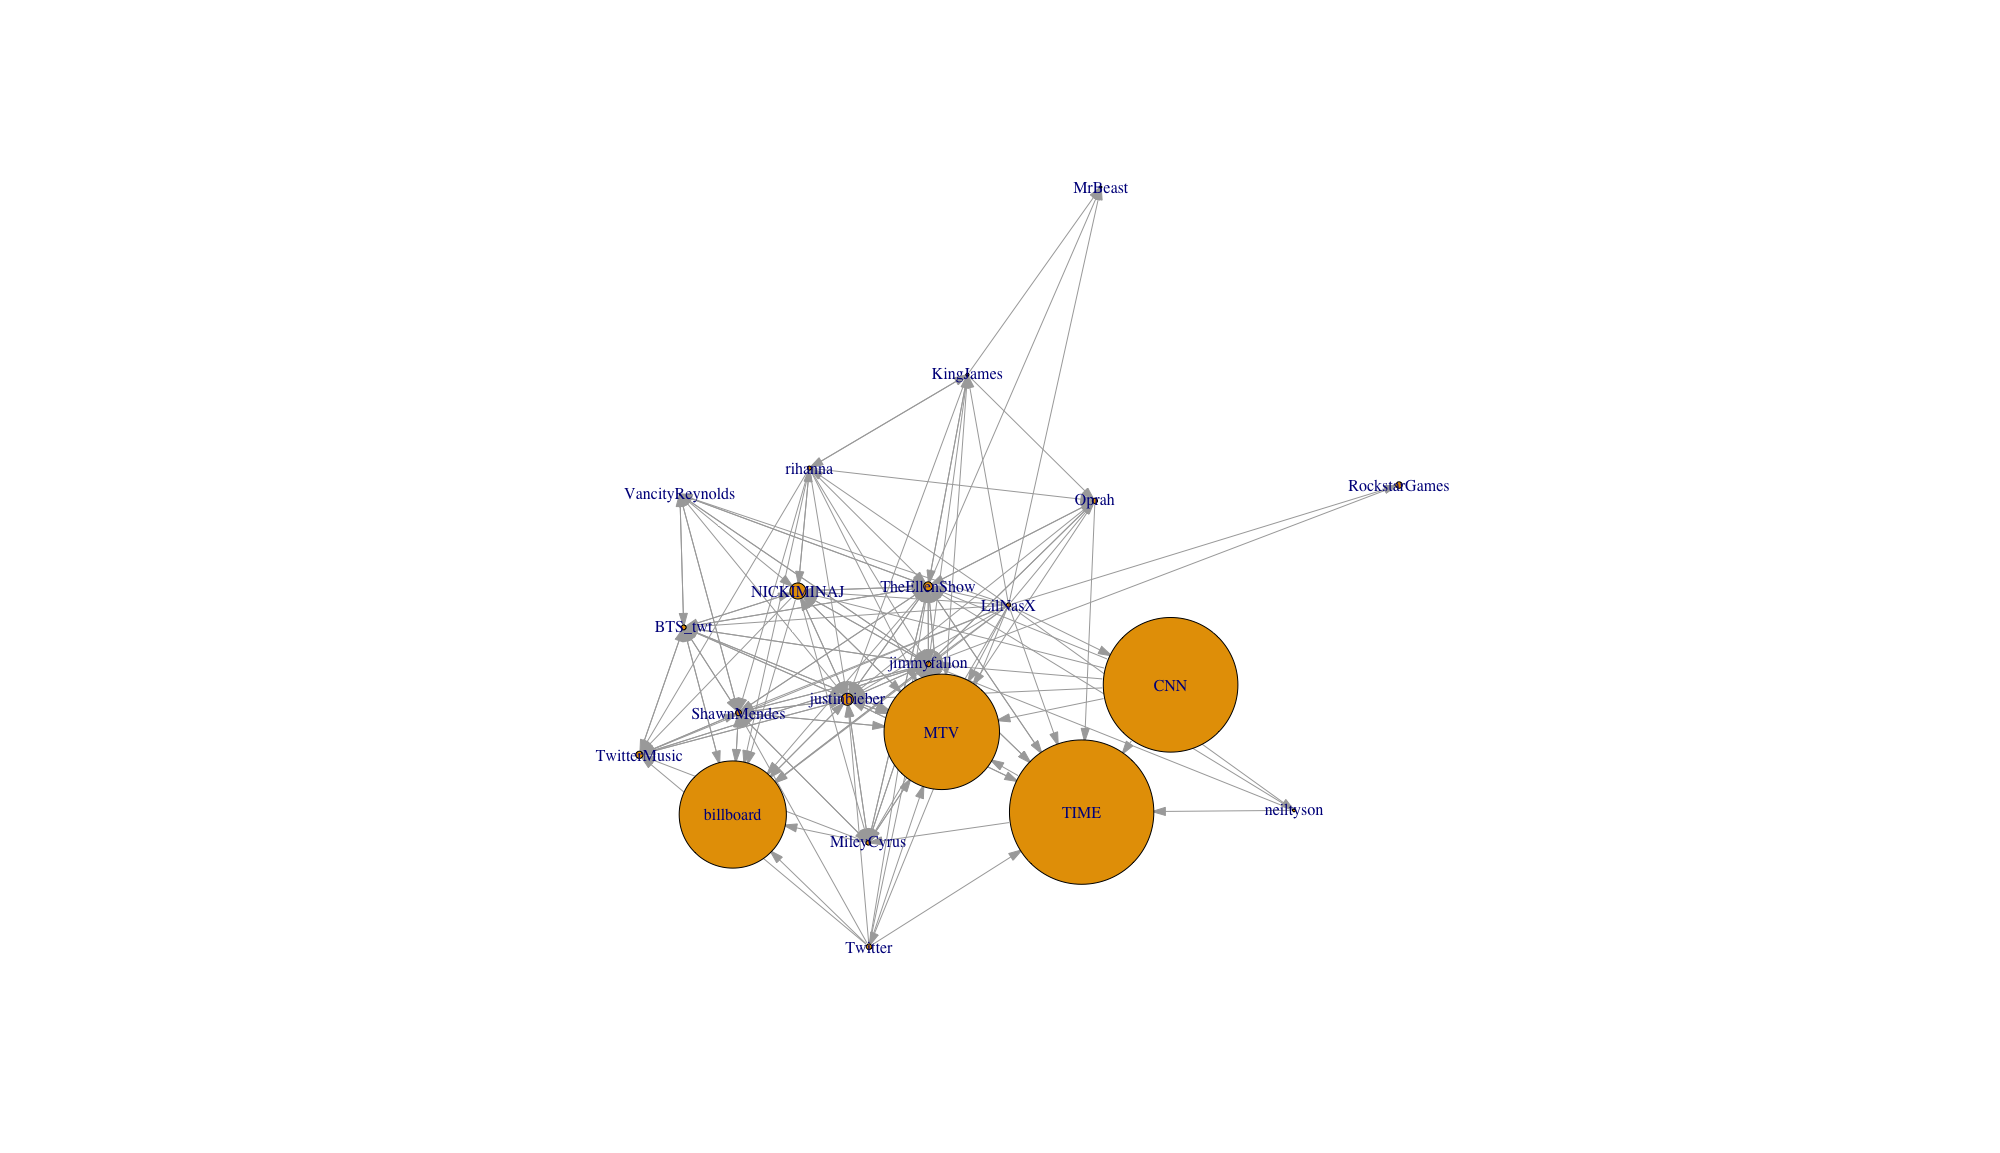 MrBeast
KingJames
rihanna
VancityReynolds
RockstarGames
Oprah
TheEllenShow
NICKIMINAJ
LilNasX
BTS_twt
jimmyfallon
CNN
justinbieber
ShawnMendes
MTV
TwitterMusic
billboard
TIME
neiltyson
MileyCyrus
Twitter